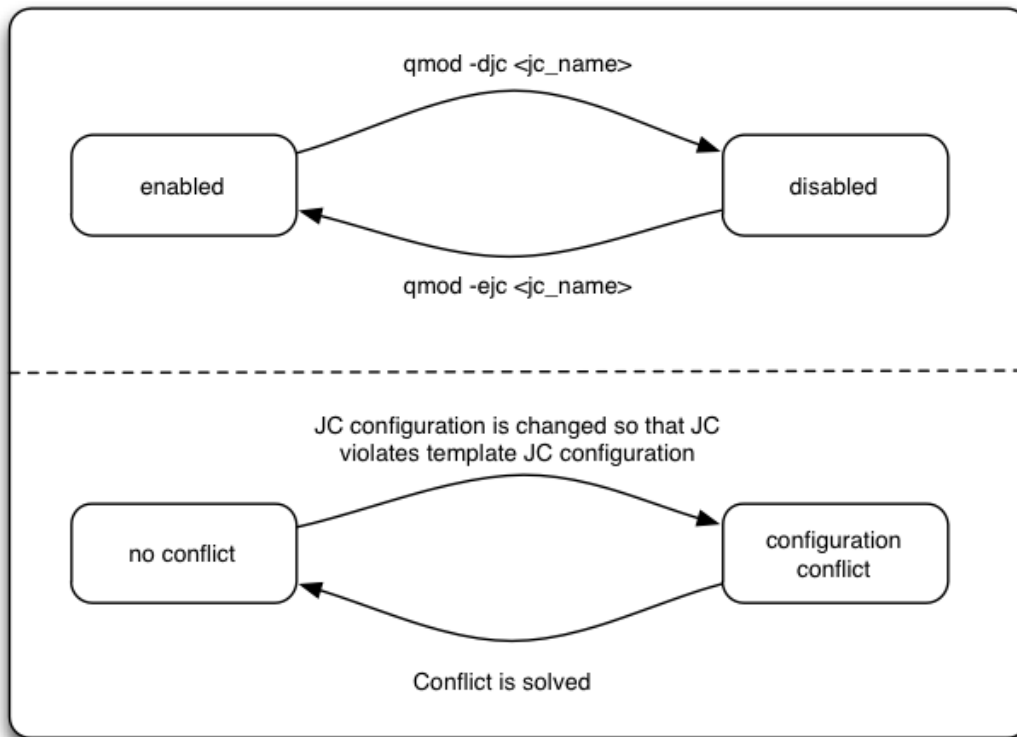 qmod -djc <jc_name>
enabled
disabled
qmod -ejc <jc_name>
JC configuration is changed so that JC
violates template JC configuration
no conflict
configuration
conflict
Conflict is solved